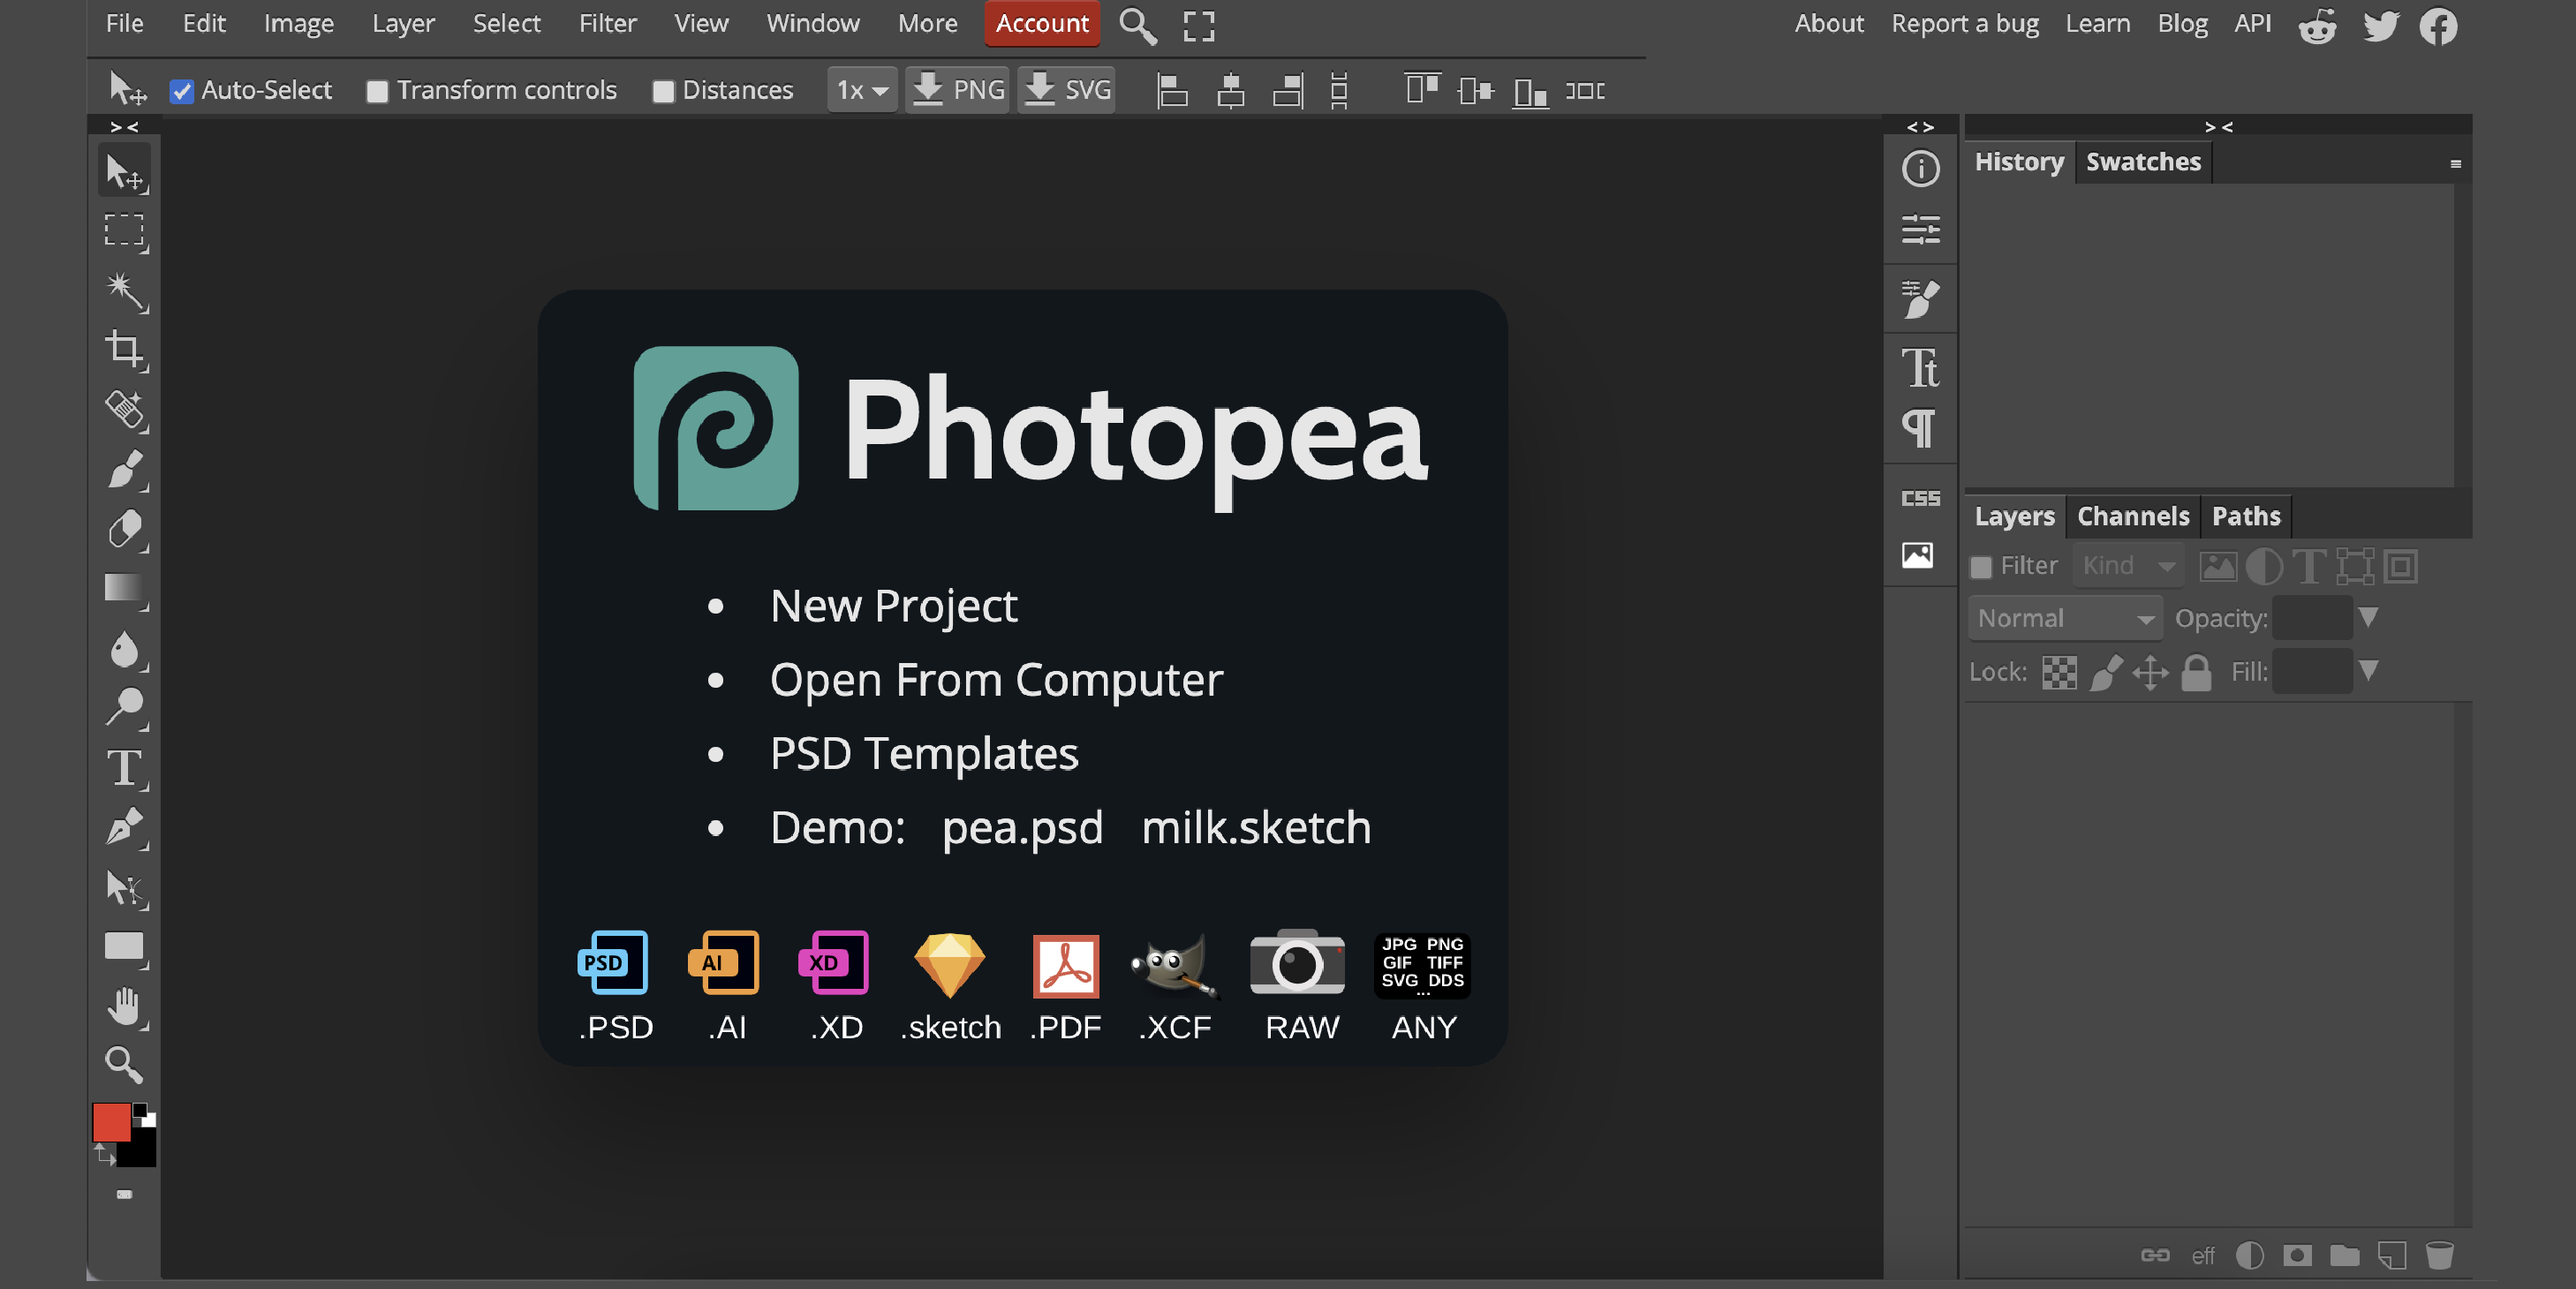 File Edit Image Layer Select Filter View Window More Account About Report a bug Learn Blog API
Auto-Select Transform controls Distances 1x PNG SVG
> < < > > <
History Swatches
Tt
¶
CSS
Photopea
New Project
Open From Computer
PSD Templates
Demo: pea.psd milk.sketch
PSD AI XD
JPG PNG
GIF TIFF
SVG DDS
...
.PSD .AI .XD .sketch .PDF .XCF RAW ANY
Layers Channels Paths
Filter Kind
Normal Opacity:
Lock: Fill:
eff